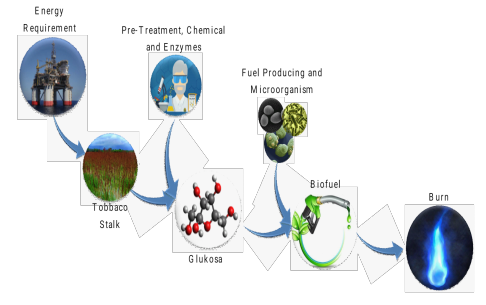 Energy
Requirement
Pre-Treatment, Chemical
and Enzymes
Fuel Producing and
Microorganism
Tobbaco
Stalk
Glukosa
Biofuel
Burn